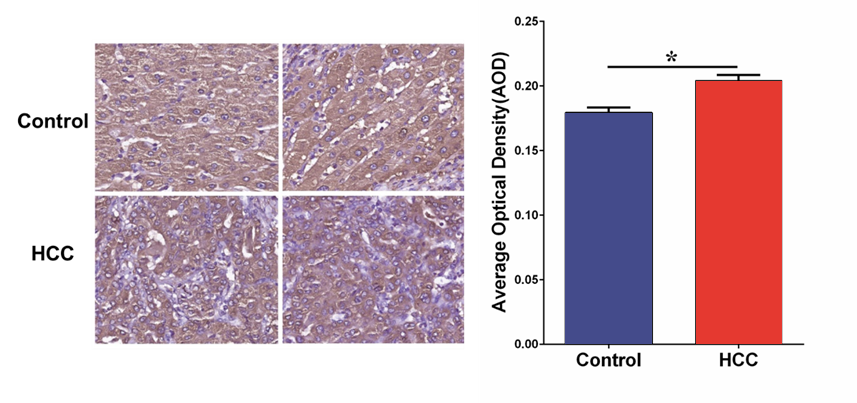 Control
HCC
Average Optical Density(AOD)
0.25
0.20
0.15
0.10
0.05
0.00
*
Control
HCC